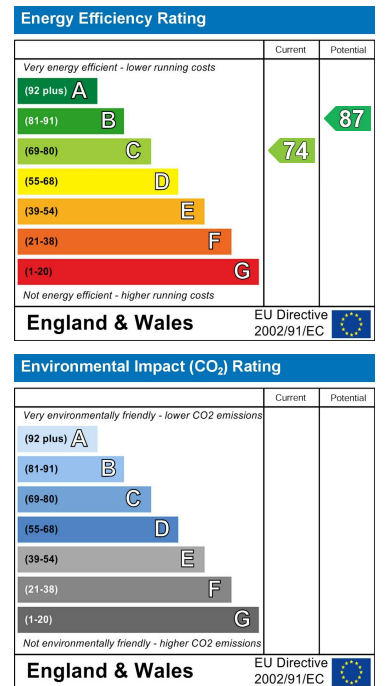 Energy Efficiency Rating
Current Potential
Very energy efficient - lower running costs
(92 plus) A
(81-91) B
87
(69-80) C
74
(55-68) D
(39-54) E
(21-38) F
(1-20) G
Not energy efficient - higher running costs
England & Wales
EU Directive
2002/91/EC
Environmental Impact (CO₂) Rating
Current Potential
Very environmentally friendly - lower CO2 emissions
(92 plus) A
(81-91) B
(69-80) C
(55-68) D
(39-54) E
(21-38) F
(1-20) G
Not environmentally friendly - higher CO2 emissions
England & Wales
EU Directive
2002/91/EC